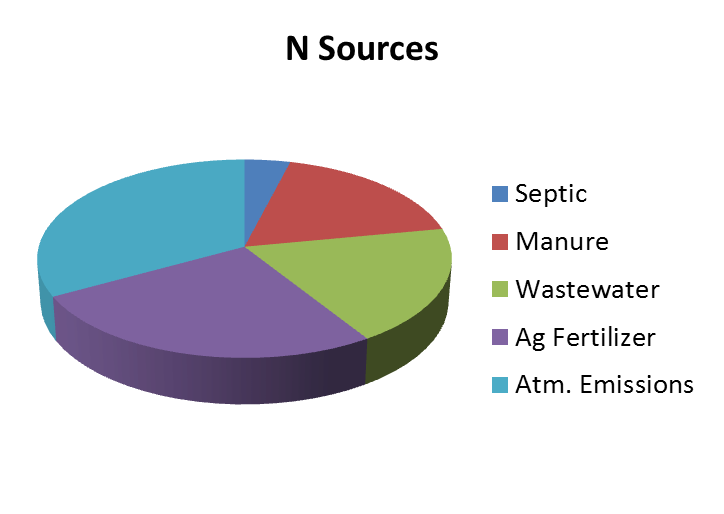 N Sources
Septic
Manure
Wastewater
Ag Fertilizer
Atm. Emissions